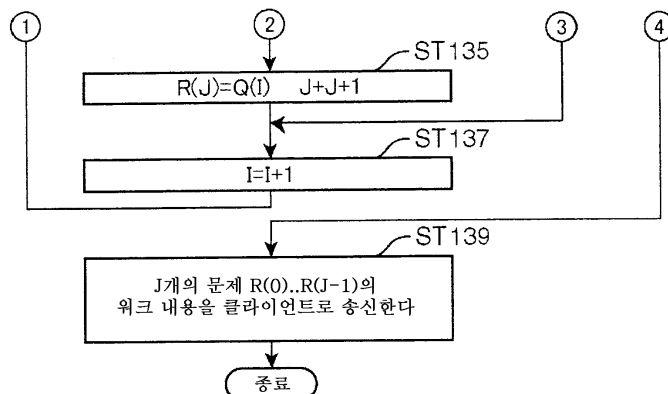 ① ② ③ ④
ST135
R(J)=Q(I) J+J+1
ST137
I=I+1
ST139
J개의 문제 R(0)..R(J-1)의
워크 내용을 클라이언트로 송신한다
종료